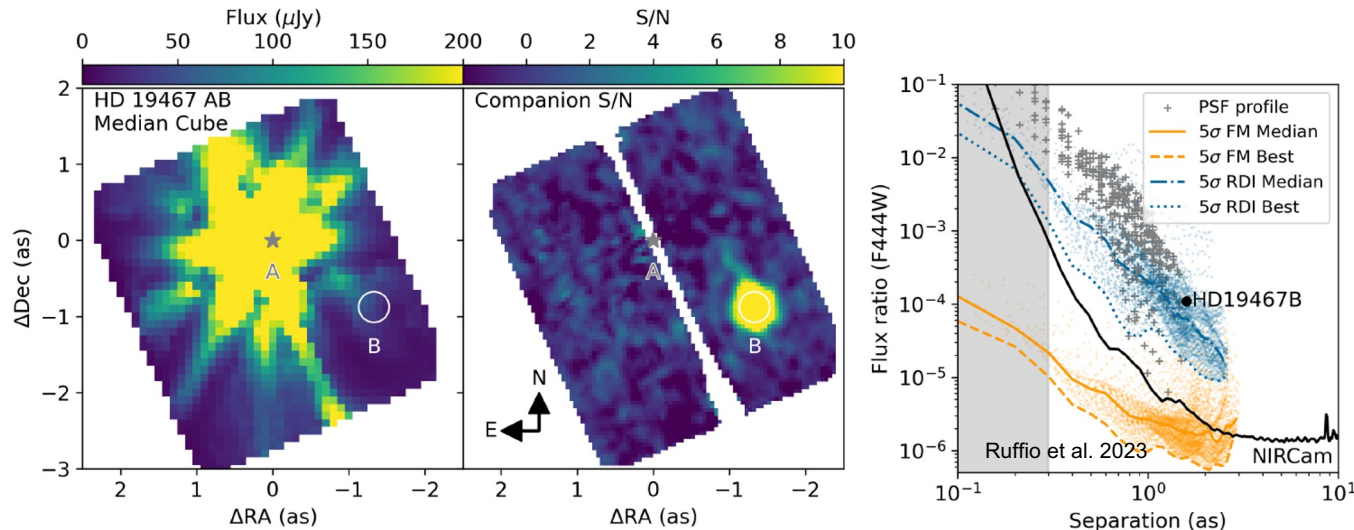 Flux (μJy)
0 50 100 150 200
S/N
0 2 4 6 8 10
HD 19467 AB
Median Cube
Companion S/N
ΔDec (as)
2
1
0
−1
−2
−3
A
B
A
B
N
E
2 1 0 −1 −2
ΔRA (as)
2 1 0 −1 −2
ΔRA (as)
Flux ratio (F444W)
10⁻¹
10⁻²
10⁻³
10⁻⁴
10⁻⁵
10⁻⁶
PSF profile
5σ FM Median
5σ FM Best
5σ RDI Median
5σ RDI Best
HD19467B
Ruffio et al. 2023
NIRCam
10⁻¹ 10⁰ 10¹
Separation (as)